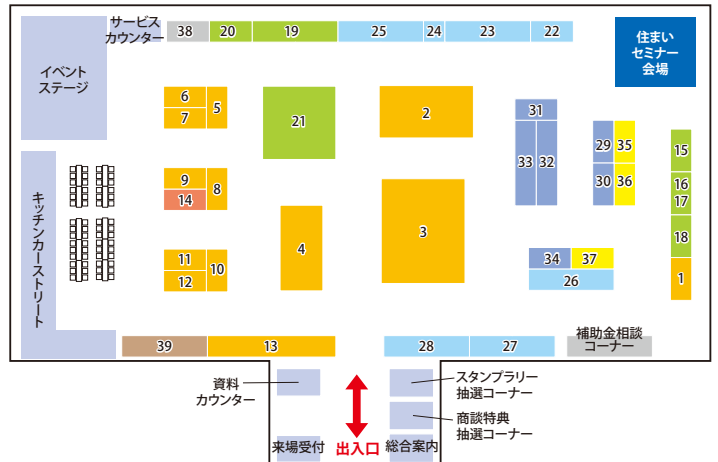 サービス
カウンター
38
20
19
25
24
23
22
住まい
セミナー
会場
イベント
ステージ
6
7
5
21
2
31
33
32
29
35
30
36
15
16
17
18
1
9
14
8
4
3
キッチンカーストリート
11
12
10
34
37
26
39
13
28
27
補助金相談
コーナー
資料
カウンター
スタンプラリー
抽選コーナー
商談特典
抽選コーナー
来場受付
出入口
総合案内